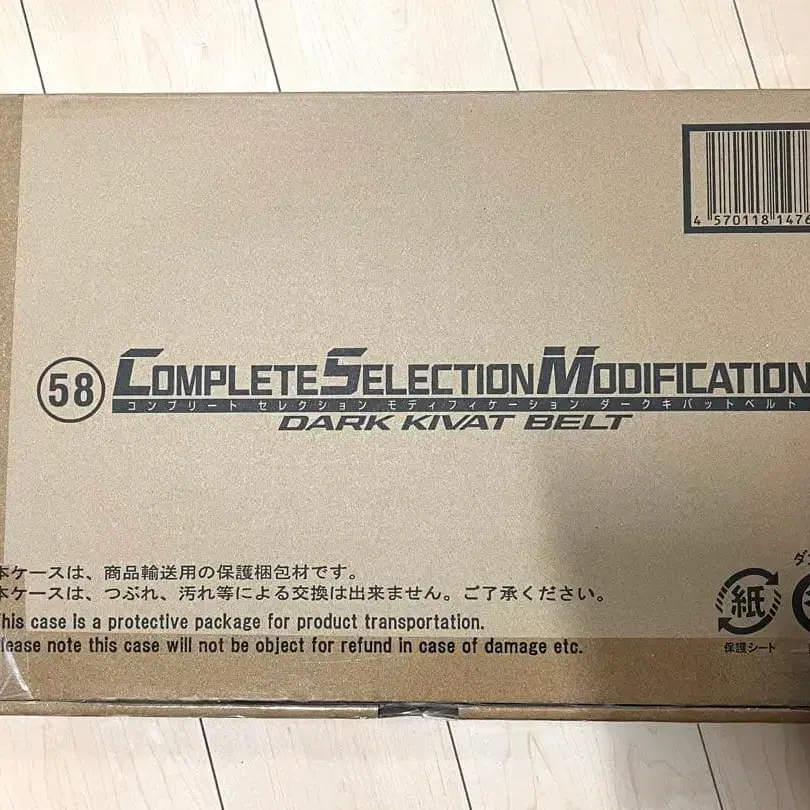 4 570118 1476
58 COMPLETE SELECTION MODIFICATION
コンプリート セレクション モディフィケーション ダークキバットベルト
DARK KIVAT BELT
本ケースは、商品輸送用の保護梱包材です。
本ケースは、つぶれ、汚れ等による交換は出来ません。ご了承ください。
This case is a protective package for product transportation.
Please note this case will not be object for refund in case of damage etc.
ダ
紙
保護シート